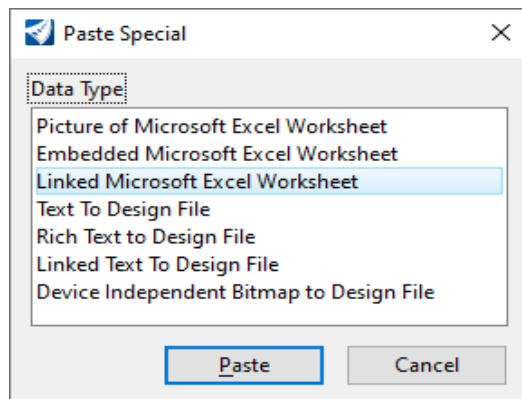 Paste Special
Data Type
Picture of Microsoft Excel Worksheet
Embedded Microsoft Excel Worksheet
Linked Microsoft Excel Worksheet
Text To Design File
Rich Text to Design File
Linked Text To Design File
Device Independent Bitmap to Design File
Paste Cancel